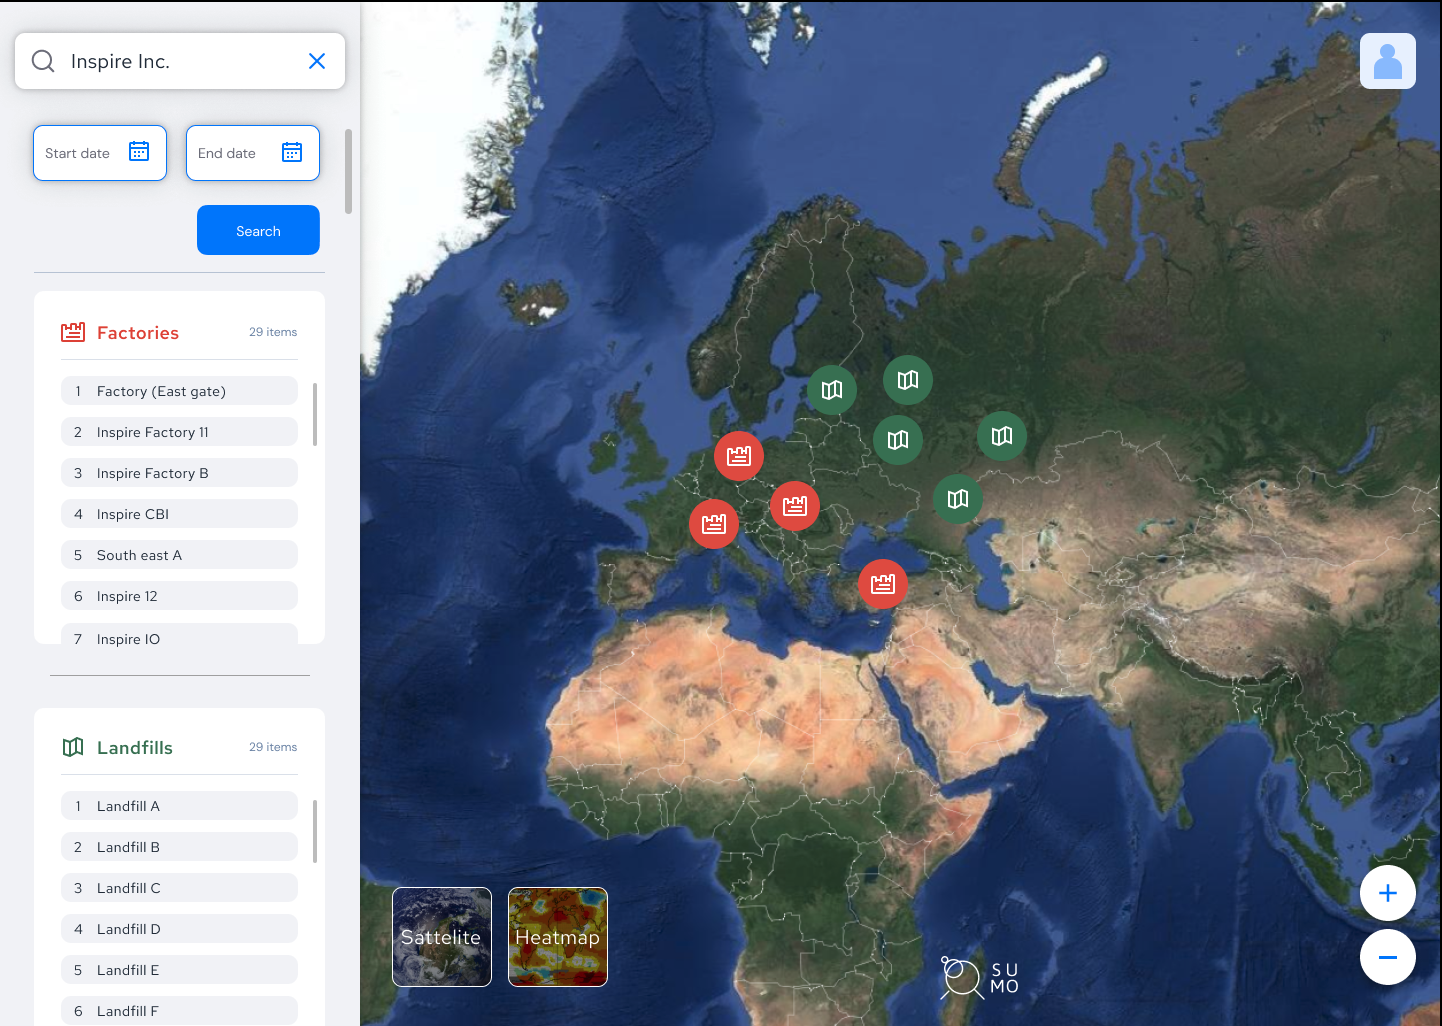 Inspire Inc.
Start date
End date
Search
Factories
29 items
1 Factory (East gate)
2 Inspire Factory 11
3 Inspire Factory B
4 Inspire CBI
5 South east A
6 Inspire 12
7 Inspire IO
Landfills
29 items
1 Landfill A
2 Landfill B
3 Landfill C
4 Landfill D
5 Landfill E
6 Landfill F
Sattelite
Heatmap
SU
MO